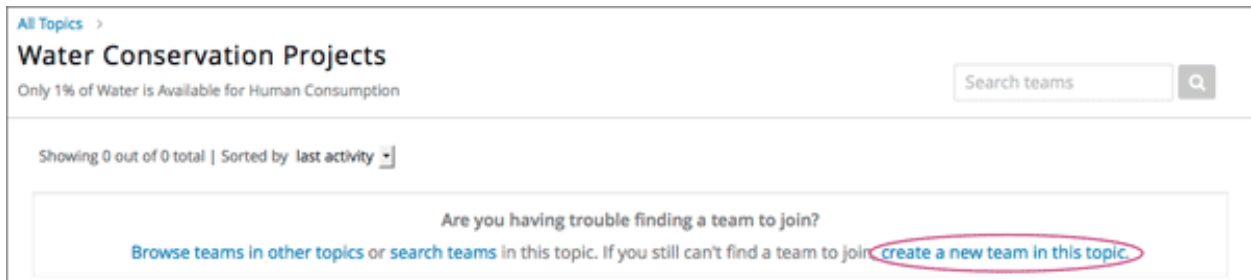 All Topics >
Water Conservation Projects
Only 1% of Water is Available for Human Consumption
Search teams
Showing 0 out of 0 total | Sorted by last activity
Are you having trouble finding a team to join?
Browse teams in other topics or search teams in this topic. If you still can't find a team to join, create a new team in this topic.